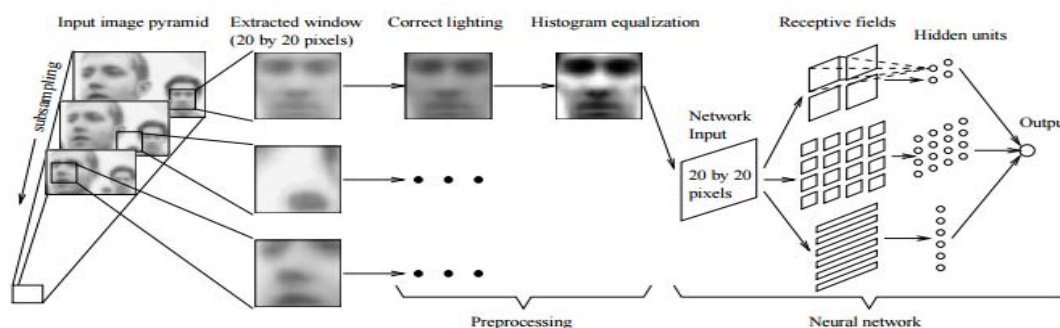 Input image pyramid
Extracted window
(20 by 20 pixels)
Correct lighting
Histogram equalization
Receptive fields
Hidden units
subsampling
Network
Input
20 by 20
pixels
Output
Preprocessing
Neural network